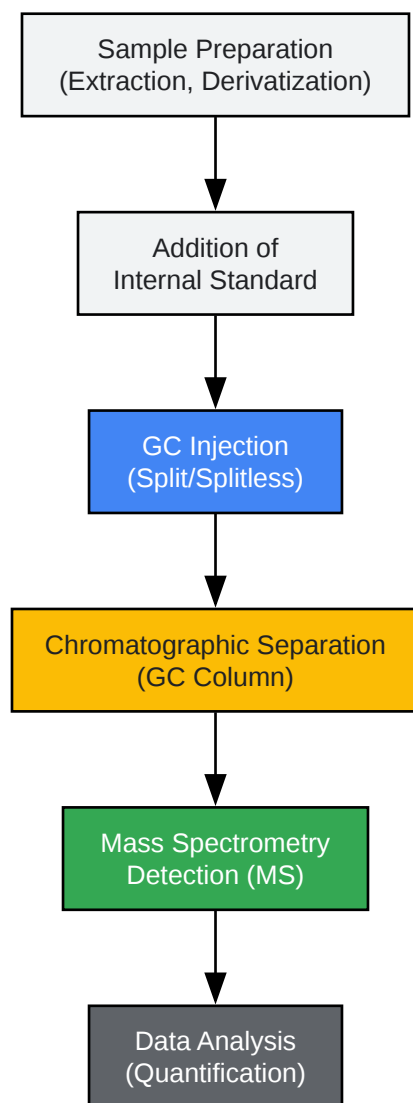 Sample Preparation
(Extraction, Derivatization)
Addition of
Internal Standard
GC Injection
(Split/Splitless)
Chromatographic Separation
(GC Column)
Mass Spectrometry
Detection (MS)
Data Analysis
(Quantification)